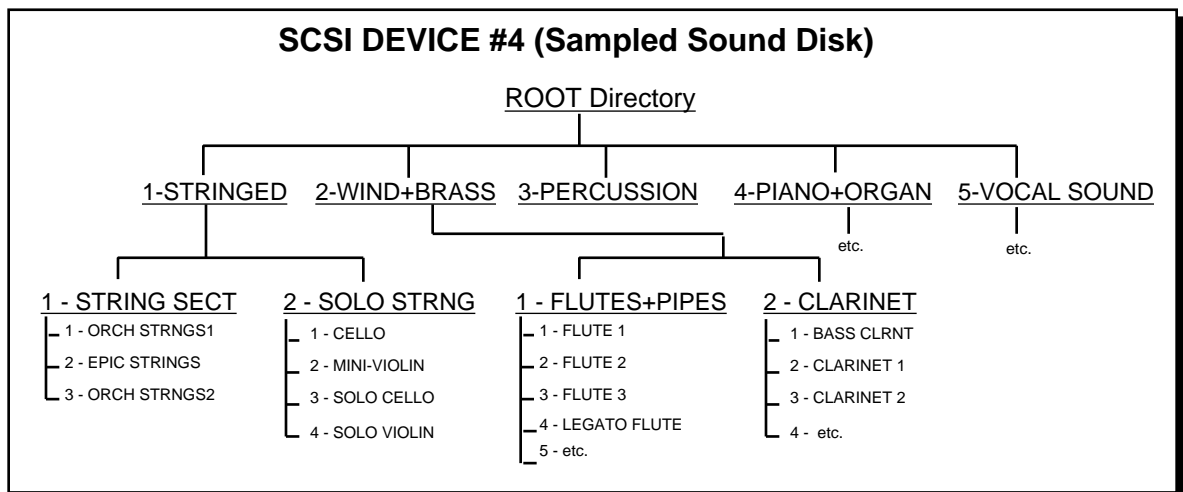 SCSI DEVICE #4 (Sampled Sound Disk)
ROOT Directory
1-STRINGED
2-WIND+BRASS
3-PERCUSSION
4-PIANO+ORGAN
5-VOCAL SOUND
etc.
etc.
1 - STRING SECT
1 - ORCH STRNGS1
2 - EPIC STRINGS
3 - ORCH STRNGS2
2 - SOLO STRNG
1 - CELLO
2 - MINI-VIOLIN
3 - SOLO CELLO
4 - SOLO VIOLIN
1 - FLUTES+PIPES
1 - FLUTE 1
2 - FLUTE 2
3 - FLUTE 3
4 - LEGATO FLUTE
5 - etc.
2 - CLARINET
1 - BASS CLRNT
2 - CLARINET 1
3 - CLARINET 2
4 - etc.